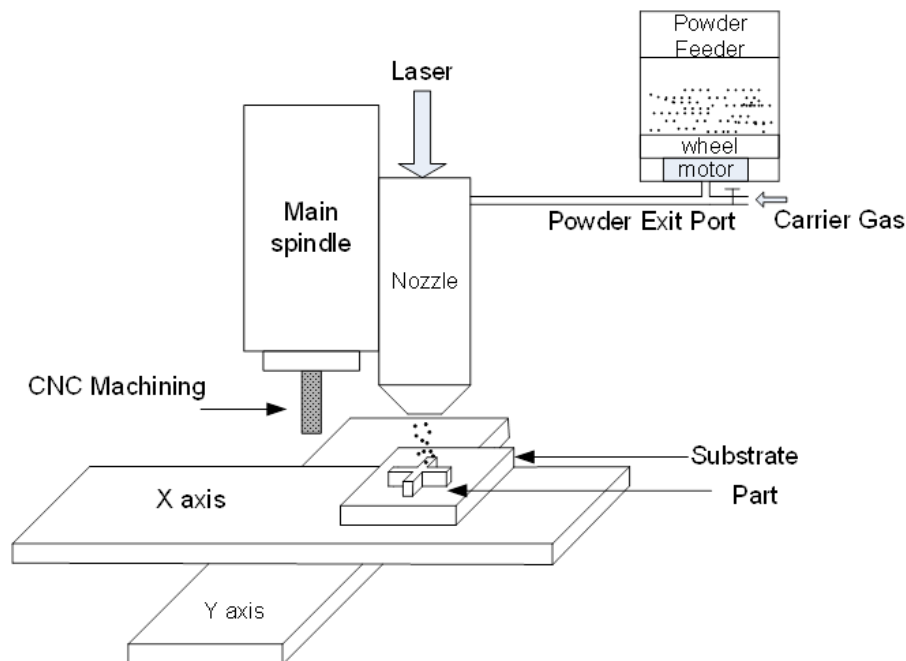 Powder
Feeder
Laser
wheel
motor
Main
spindle
Powder Exit Port
Carrier Gas
Nozzle
CNC Machining
Substrate
X axis
Part
Y axis